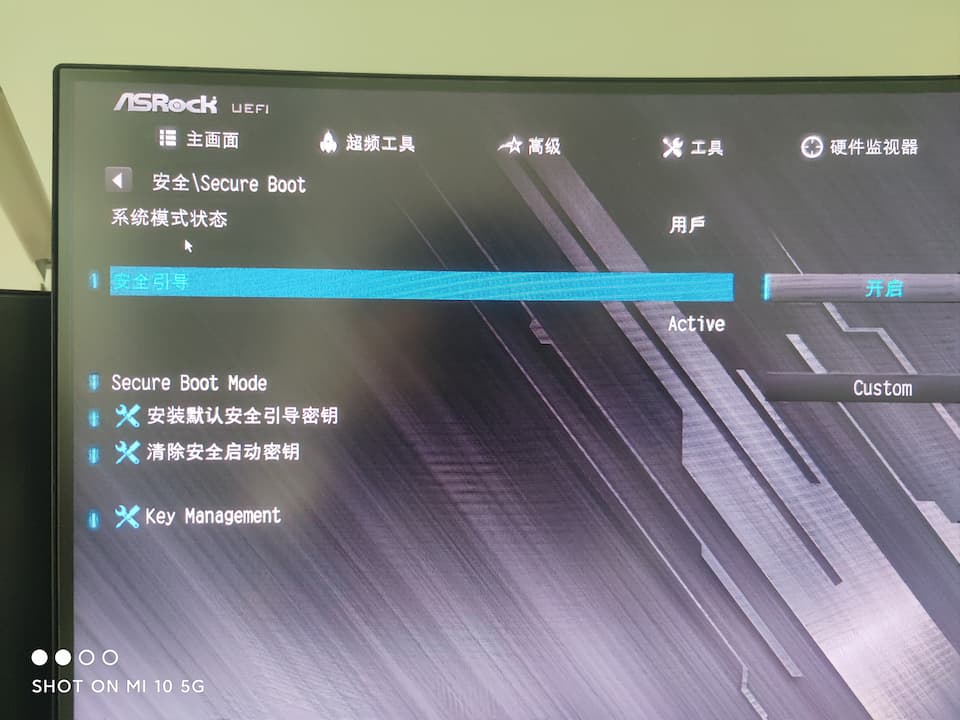 ASRock UEFI
主画面 超频工具 高级 工具 硬件监视器
安全\Secure Boot
系统模式状态 用戶
安全引导 开启
Active
Secure Boot Mode Custom
安装默认安全引导密钥
清除安全启动密钥
Key Management
SHOT ON MI 10 5G